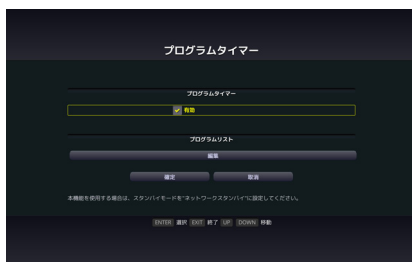 プログラムタイマー
プログラムタイマー
有効
プログラムリスト
編集
確定 取消
本機能を使用する場合は、スタンバイモードを"ネットワークスタンバイ"に設定してください。
ENTER 選択 EXIT 終了 UP DOWN 移動